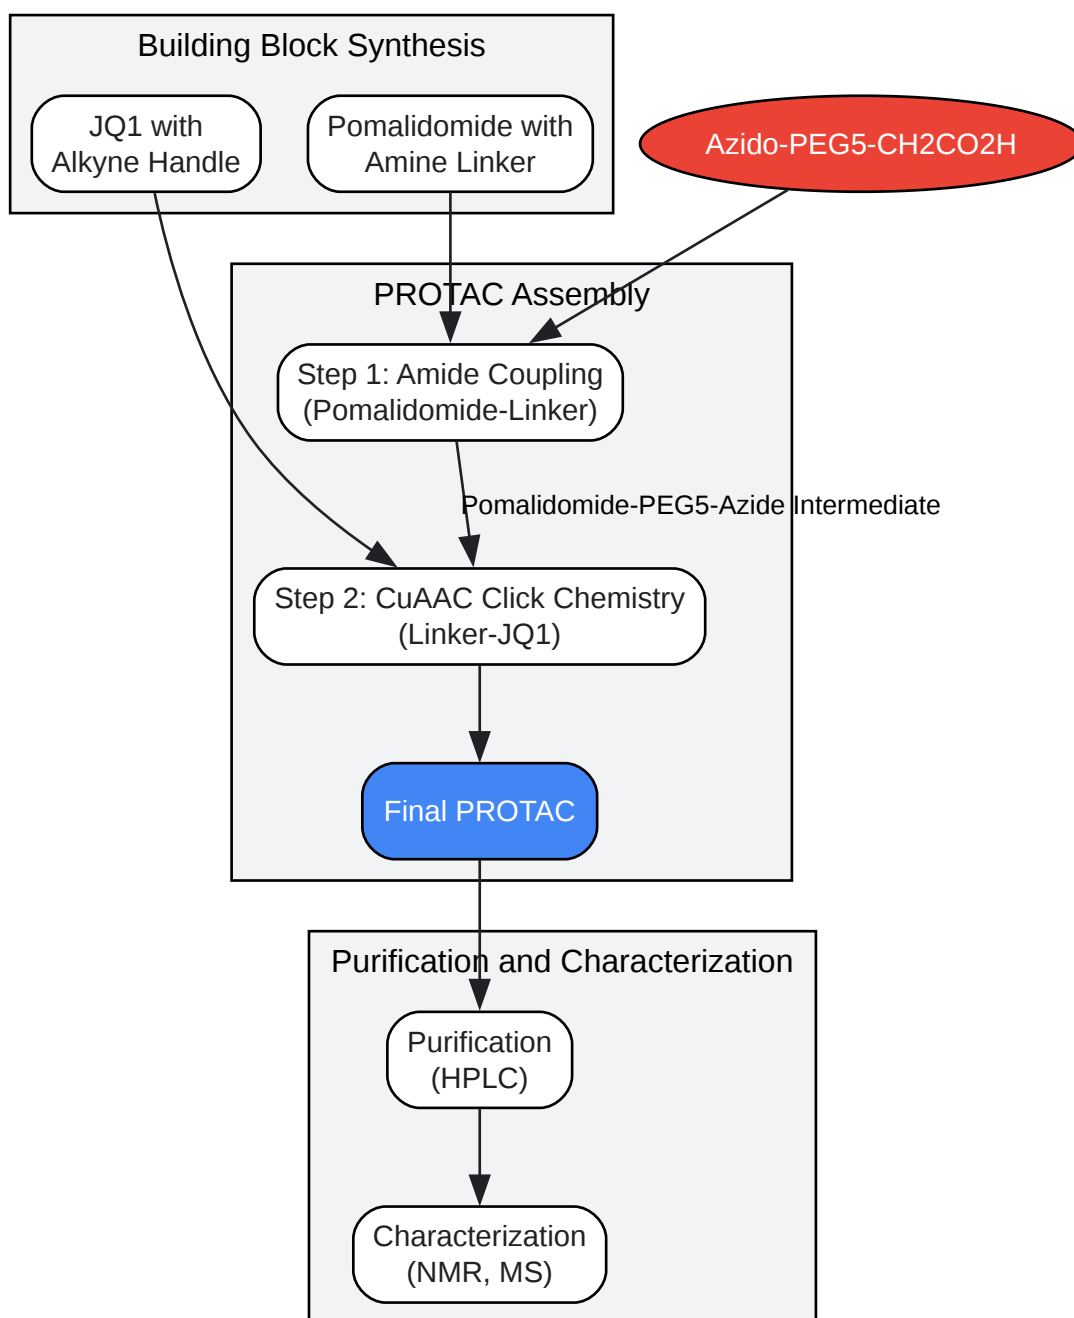 Building Block Synthesis
JQ1 with
Alkyne Handle
Pomalidomide with
Amine Linker
Azido-PEG5-CH2CO2H
PROTAC Assembly
Step 1: Amide Coupling
(Pomalidomide-Linker)
Pomalidomide-PEG5-Azide Intermediate
Step 2: CuAAC Click Chemistry
(Linker-JQ1)
Final PROTAC
Purification and Characterization
Purification
(HPLC)
Characterization
(NMR, MS)